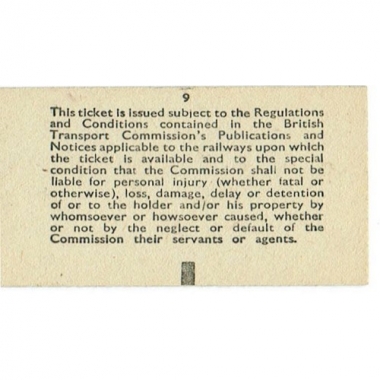 9
This ticket is issued subject to the Regulations
and Conditions contained in the British
Transport Commission's Publications and
Notices applicable to the railways upon which
the ticket is available and to the special
condition that the Commission shall not be
liable for personal injury (whether fatal or
otherwise), loss, damage, delay or detention
of or to the holder and/or his property by
whomsoever or howsoever caused, whether
or not by the neglect or default of the
Commission their servants or agents.